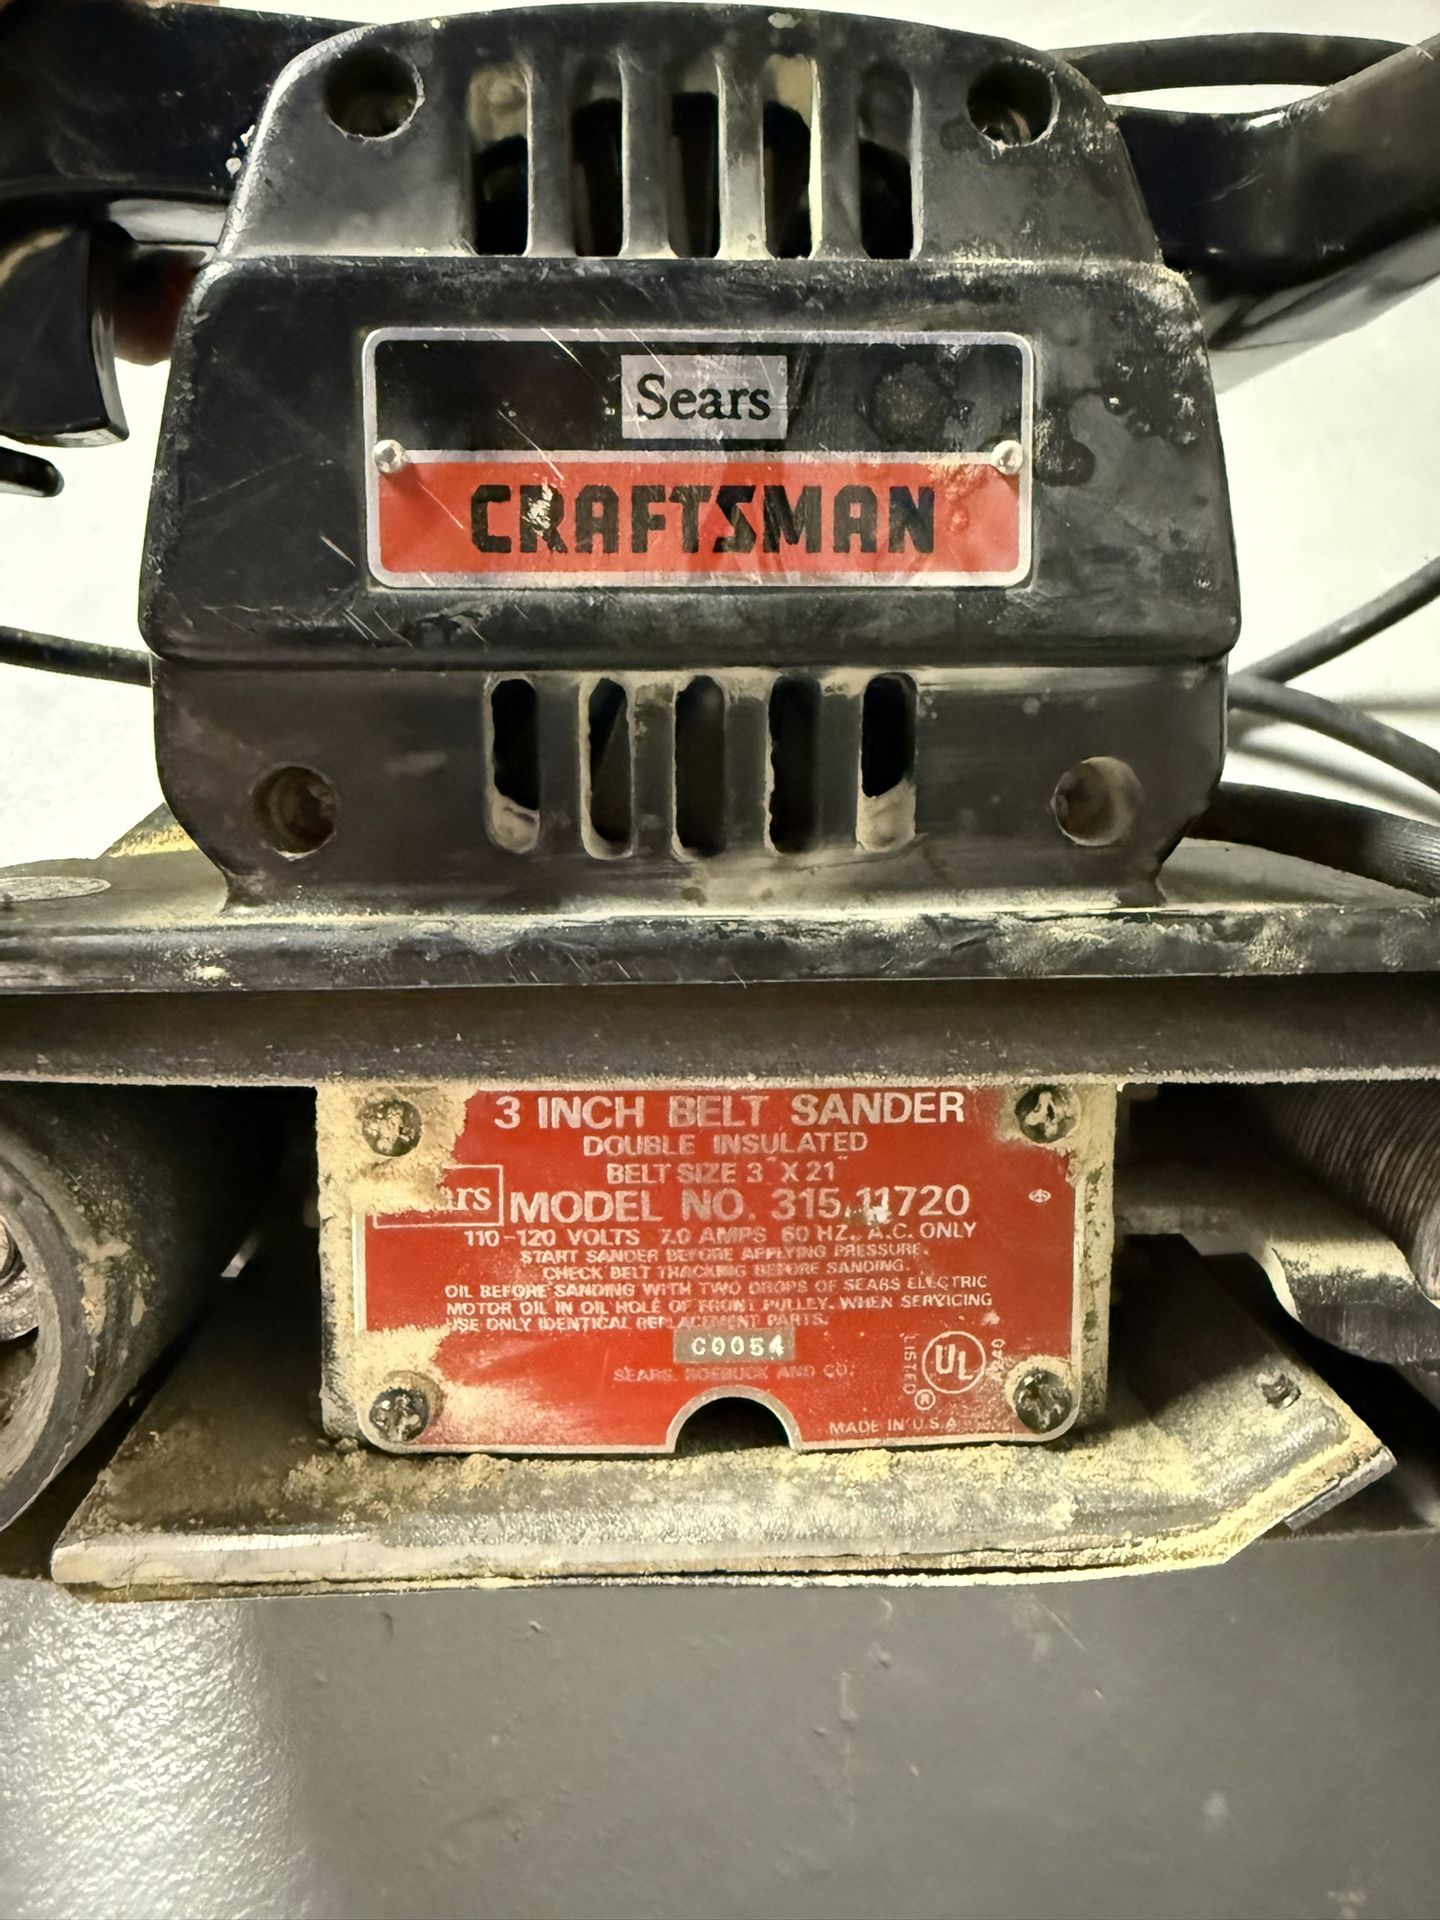 Sears
CRAFTSMAN
3 INCH BELT SANDER
DOUBLE INSULATED
BELT SIZE 3" X 21"
ars MODEL NO. 315.11720
110-120 VOLTS 7.0 AMPS 60 HZ., A.C. ONLY
START SANDER BEFORE APPLYING PRESSURE.
CHECK BELT TRACKING BEFORE SANDING.
OIL BEFORE SANDING WITH TWO DROPS OF SEARS ELECTRIC
MOTOR OIL IN OIL HOLE OF FRONT PULLEY. WHEN SERVICING
USE ONLY IDENTICAL REPLACEMENT PARTS.
C0054
SEARS, ROEBUCK AND CO.
LISTED
UL
®
MADE IN U.S.A.